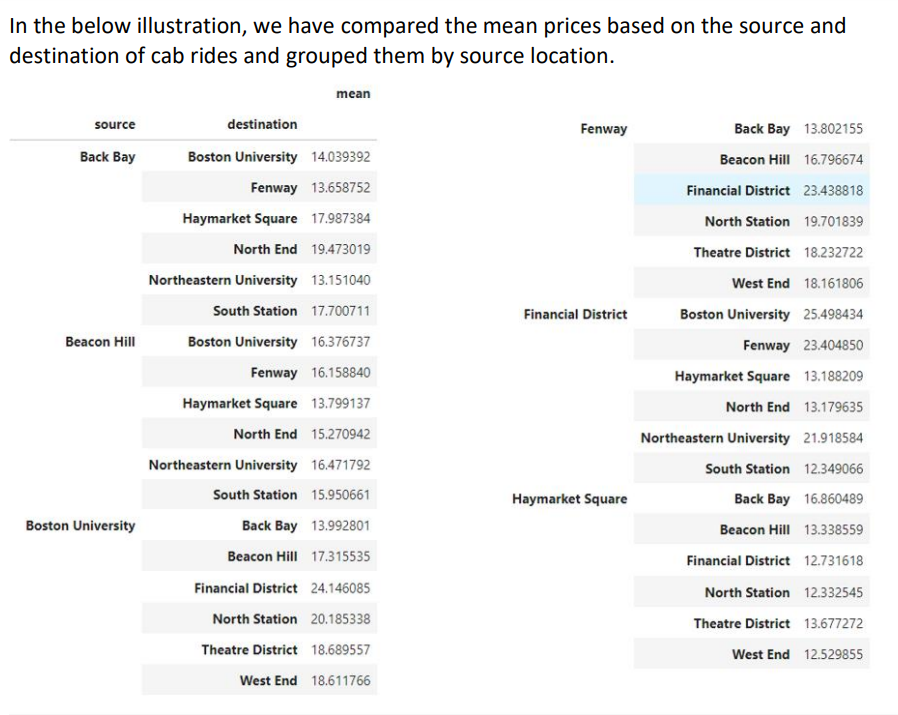 In the below illustration, we have compared the mean prices based on the source and
destination of cab rides and grouped them by source location.
mean
source destination
Back Bay Boston University 14.039392
Fenway 13.658752
Haymarket Square 17.987384
North End 19.473019
Northeastern University 13.151040
South Station 17.700711
Beacon Hill Boston University 16.376737
Fenway 16.158840
Haymarket Square 13.799137
North End 15.270942
Northeastern University 16.471792
South Station 15.950661
Boston University Back Bay 13.992801
Beacon Hill 17.315535
Financial District 24.146085
North Station 20.185338
Theatre District 18.689557
West End 18.611766
Fenway Back Bay 13.802155
Beacon Hill 16.796674
Financial District 23.438818
North Station 19.701839
Theatre District 18.232722
West End 18.161806
Financial District Boston University 25.498434
Fenway 23.404850
Haymarket Square 13.188209
North End 13.179635
Northeastern University 21.918584
South Station 12.349066
Haymarket Square Back Bay 16.860489
Beacon Hill 13.338559
Financial District 12.731618
North Station 12.332545
Theatre District 13.677272
West End 12.529855